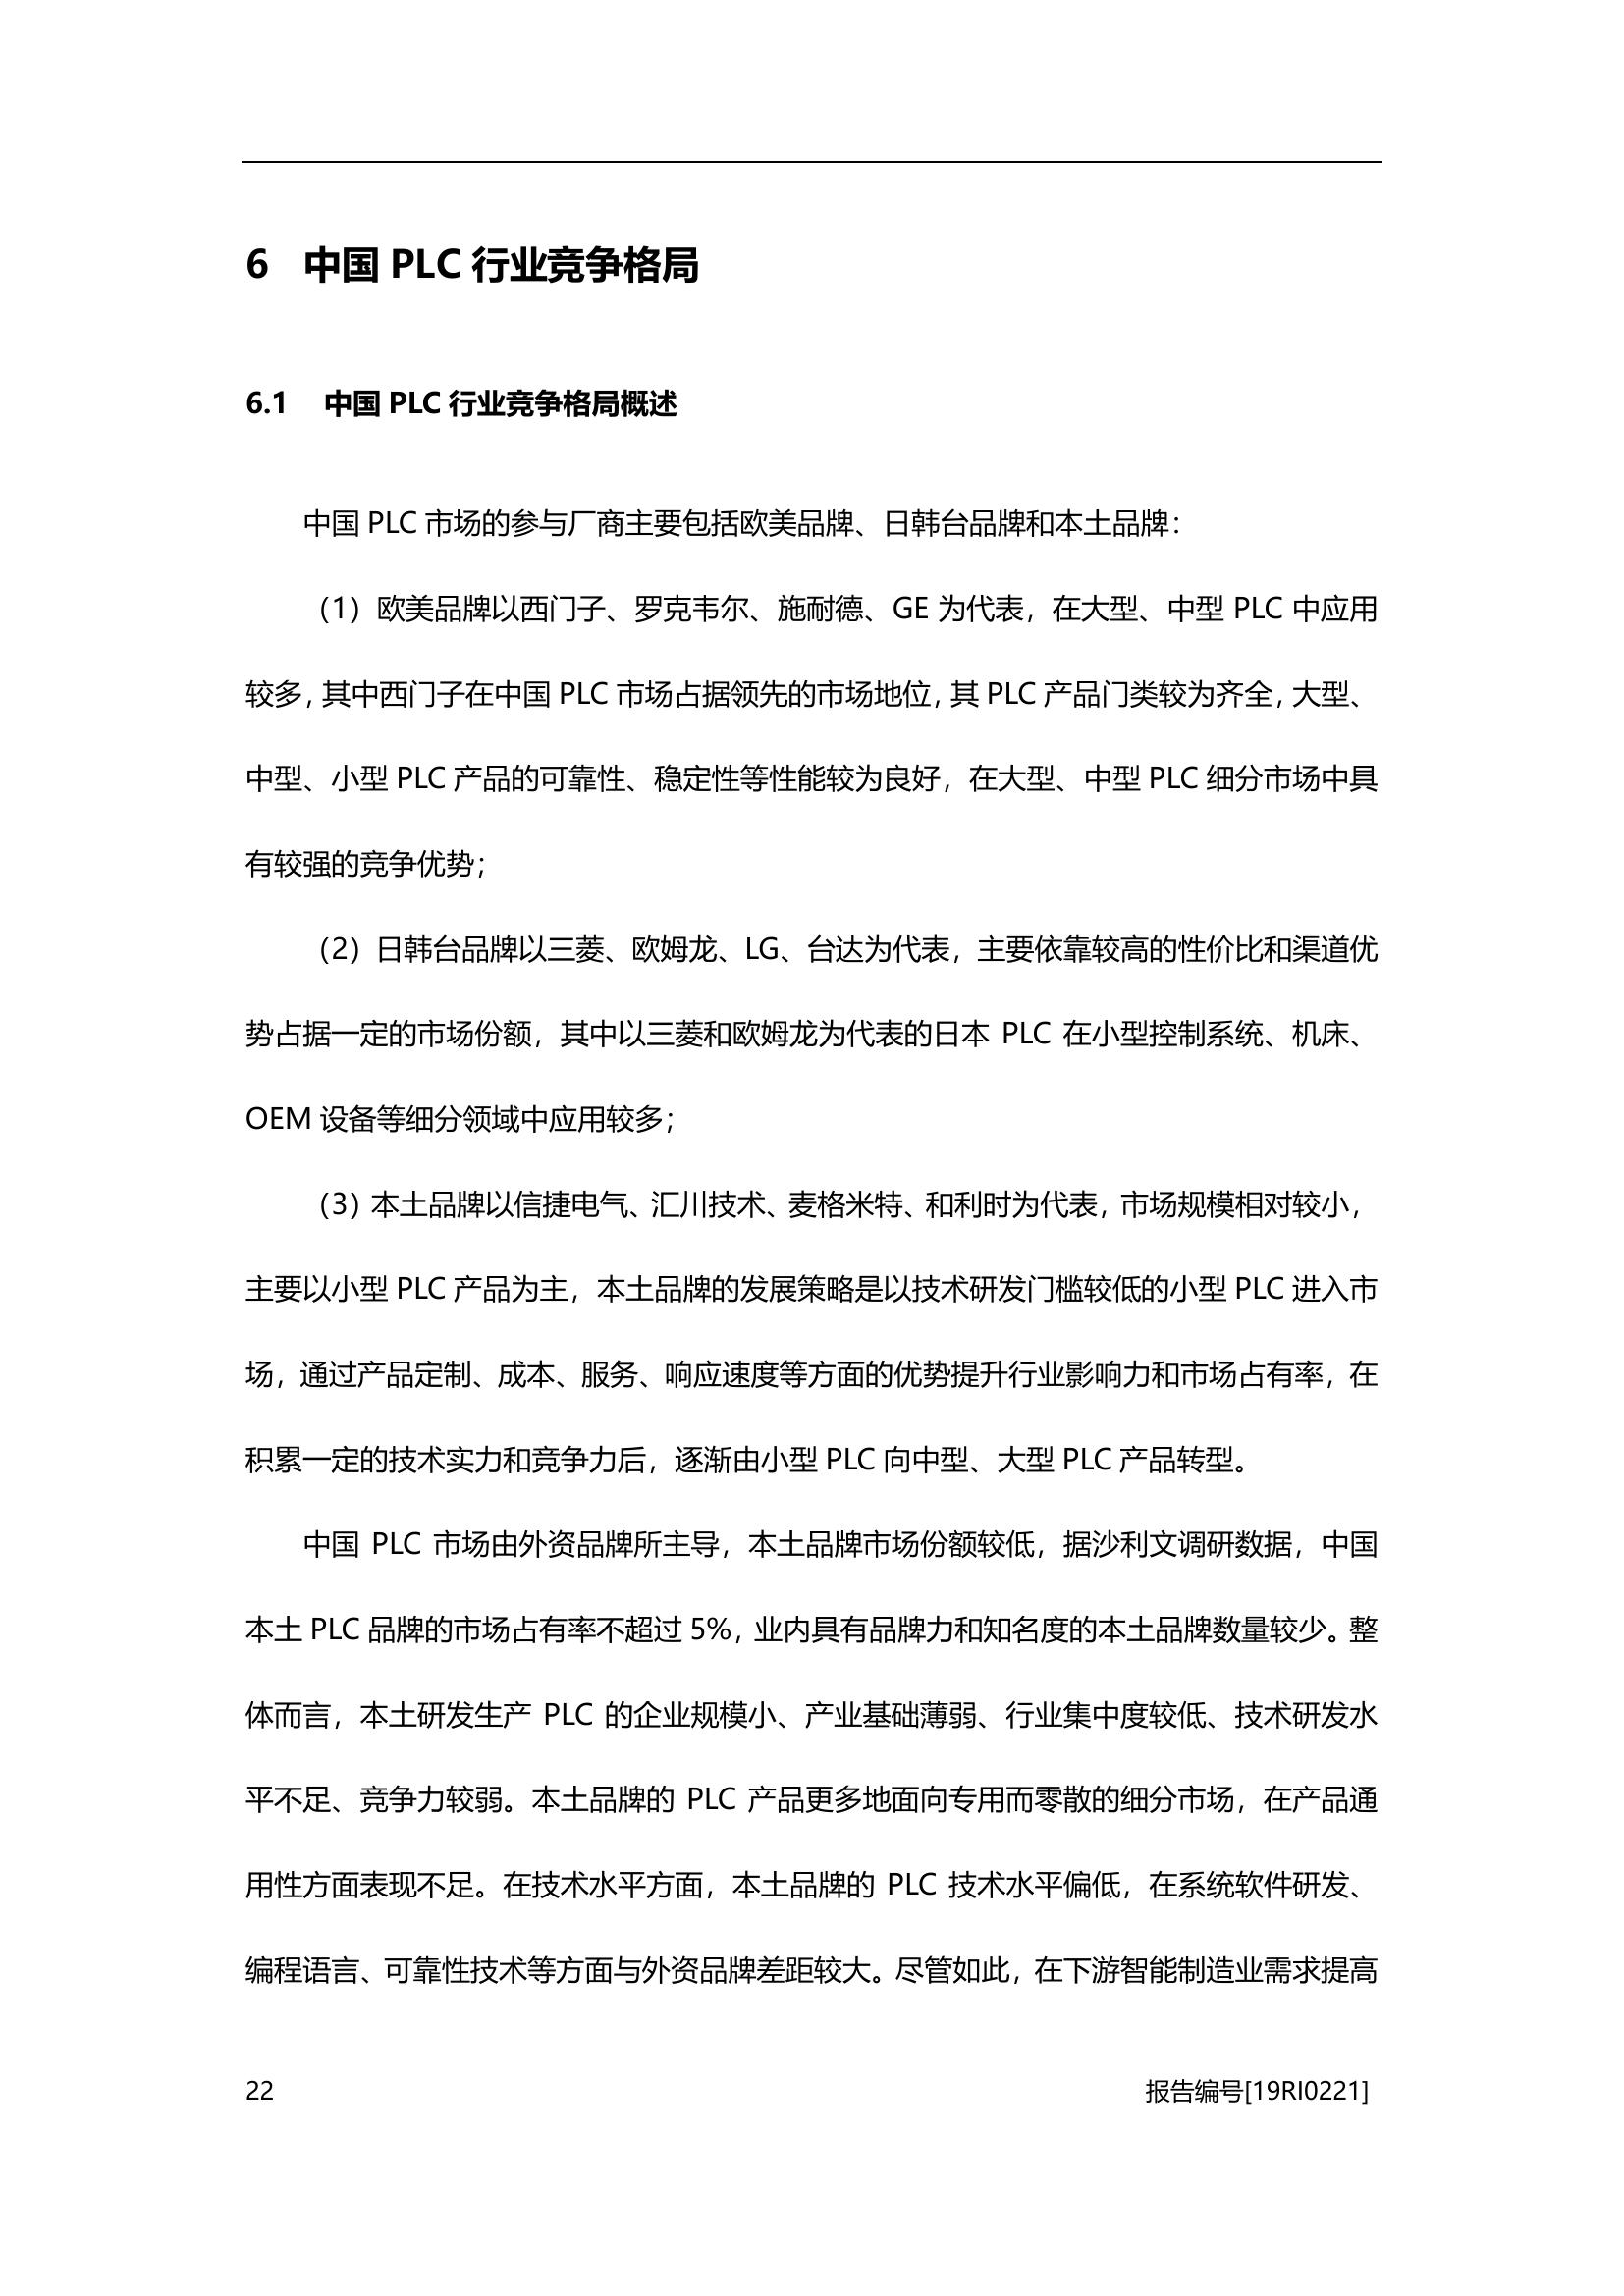 6 中国 PLC 行业竞争格局
6.1 中国 PLC 行业竞争格局概述
中国 PLC 市场的参与厂商主要包括欧美品牌、日韩台品牌和本土品牌：
（1）欧美品牌以西门子、罗克韦尔、施耐德、GE 为代表，在大型、中型 PLC 中应用
较多，其中西门子在中国 PLC 市场占据领先的市场地位，其 PLC 产品门类较为齐全，大型、
中型、小型 PLC 产品的可靠性、稳定性等性能较为良好，在大型、中型 PLC 细分市场中具
有较强的竞争优势；
（2）日韩台品牌以三菱、欧姆龙、LG、台达为代表，主要依靠较高的性价比和渠道优
势占据一定的市场份额，其中以三菱和欧姆龙为代表的日本 PLC 在小型控制系统、机床、
OEM 设备等细分领域中应用较多；
（3）本土品牌以信捷电气、汇川技术、麦格米特、和利时为代表，市场规模相对较小，
主要以小型 PLC 产品为主，本土品牌的发展策略是以技术研发门槛较低的小型 PLC 进入市
场，通过产品定制、成本、服务、响应速度等方面的优势提升行业影响力和市场占有率，在
积累一定的技术实力和竞争力后，逐渐由小型 PLC 向中型、大型 PLC 产品转型。
中国 PLC 市场由外资品牌所主导，本土品牌市场份额较低，据沙利文调研数据，中国
本土 PLC 品牌的市场占有率不超过 5%，业内具有品牌力和知名度的本土品牌数量较少。整
体而言，本土研发生产 PLC 的企业规模小、产业基础薄弱、行业集中度较低、技术研发水
平不足、竞争力较弱。本土品牌的 PLC 产品更多地面向专用而零散的细分市场，在产品通
用性方面表现不足。在技术水平方面，本土品牌的 PLC 技术水平偏低，在系统软件研发、
编程语言、可靠性技术等方面与外资品牌差距较大。尽管如此，在下游智能制造业需求提高
22 报告编号[19RI0221]